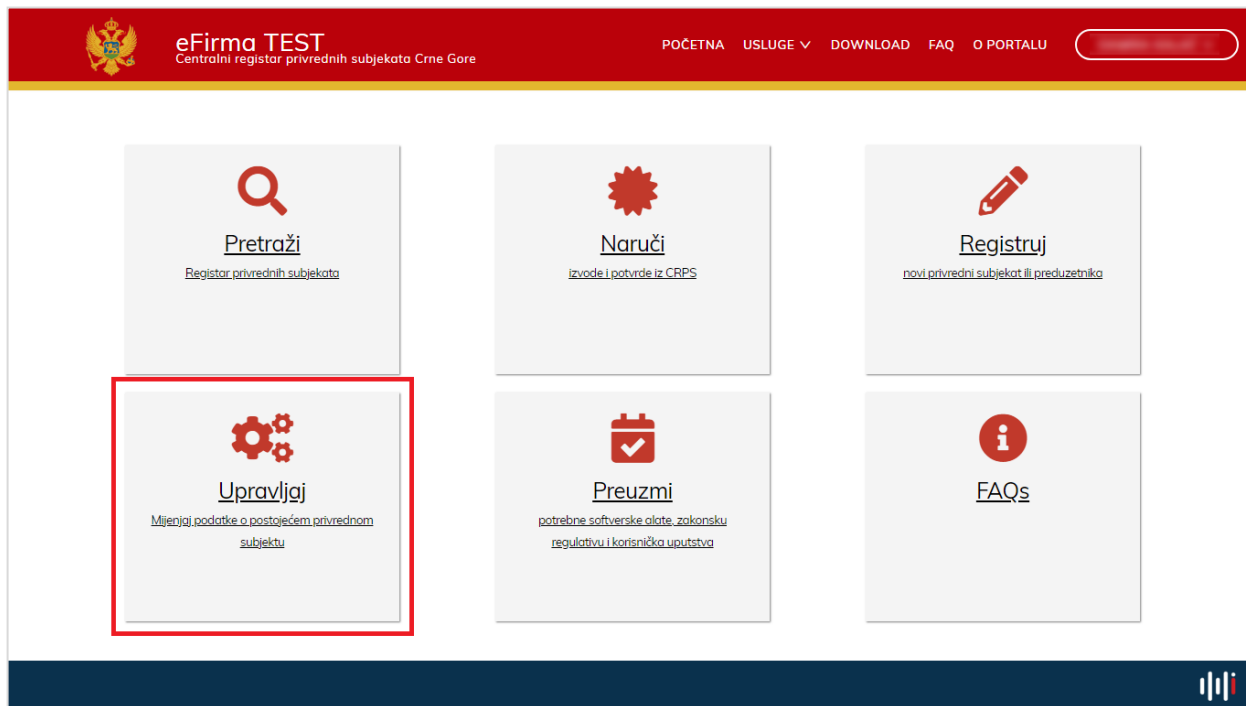 eFirma TEST
Centralni registar privrednih subjekata Crne Gore
POČETNA USLUGE DOWNLOAD FAQ O PORTALU
Pretraži
Registar privrednih subjekata
Naruči
izvode i potvrde iz CRPS
Registruj
novi privredni subjekat ili preduzetnika
Upravljaj
Mijenjaj podatke o postojećem privrednom
subjektu
Preuzmi
potrebne softverske alate, zakonsku
regulativu i korisnička uputstva
FAQs